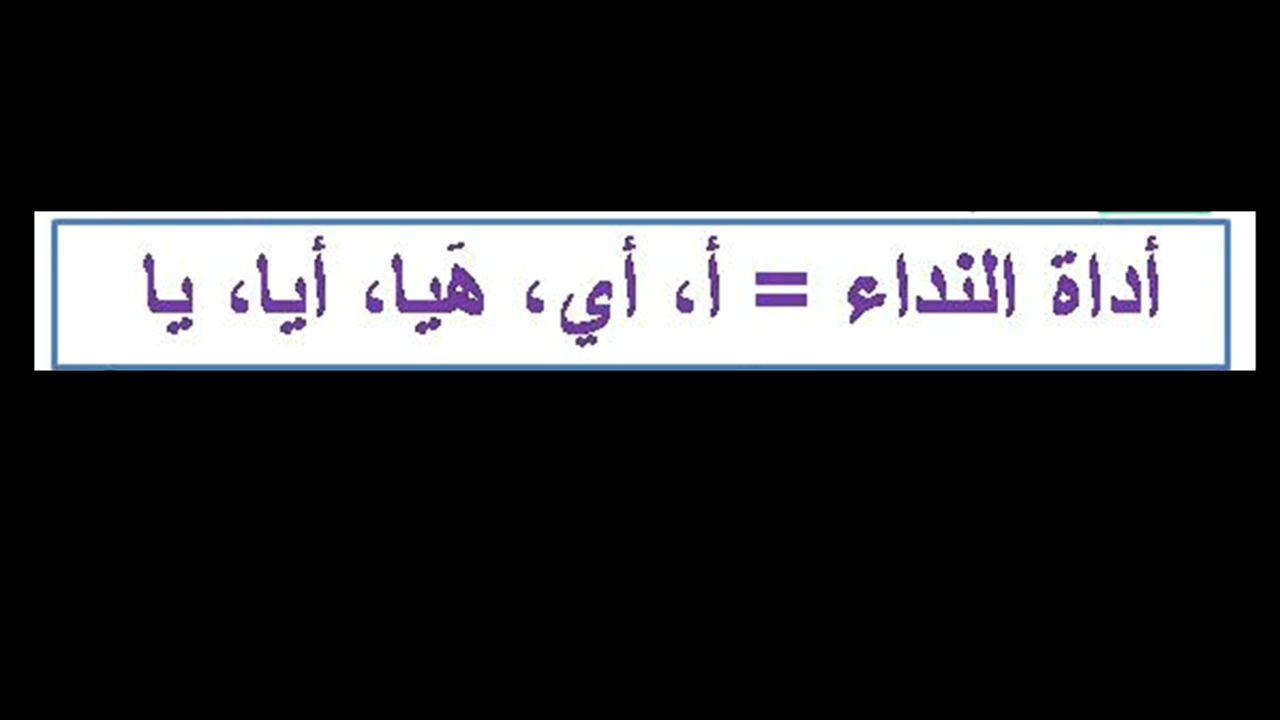 أداة النداء = أ، أي، هَيا، أيا، يا